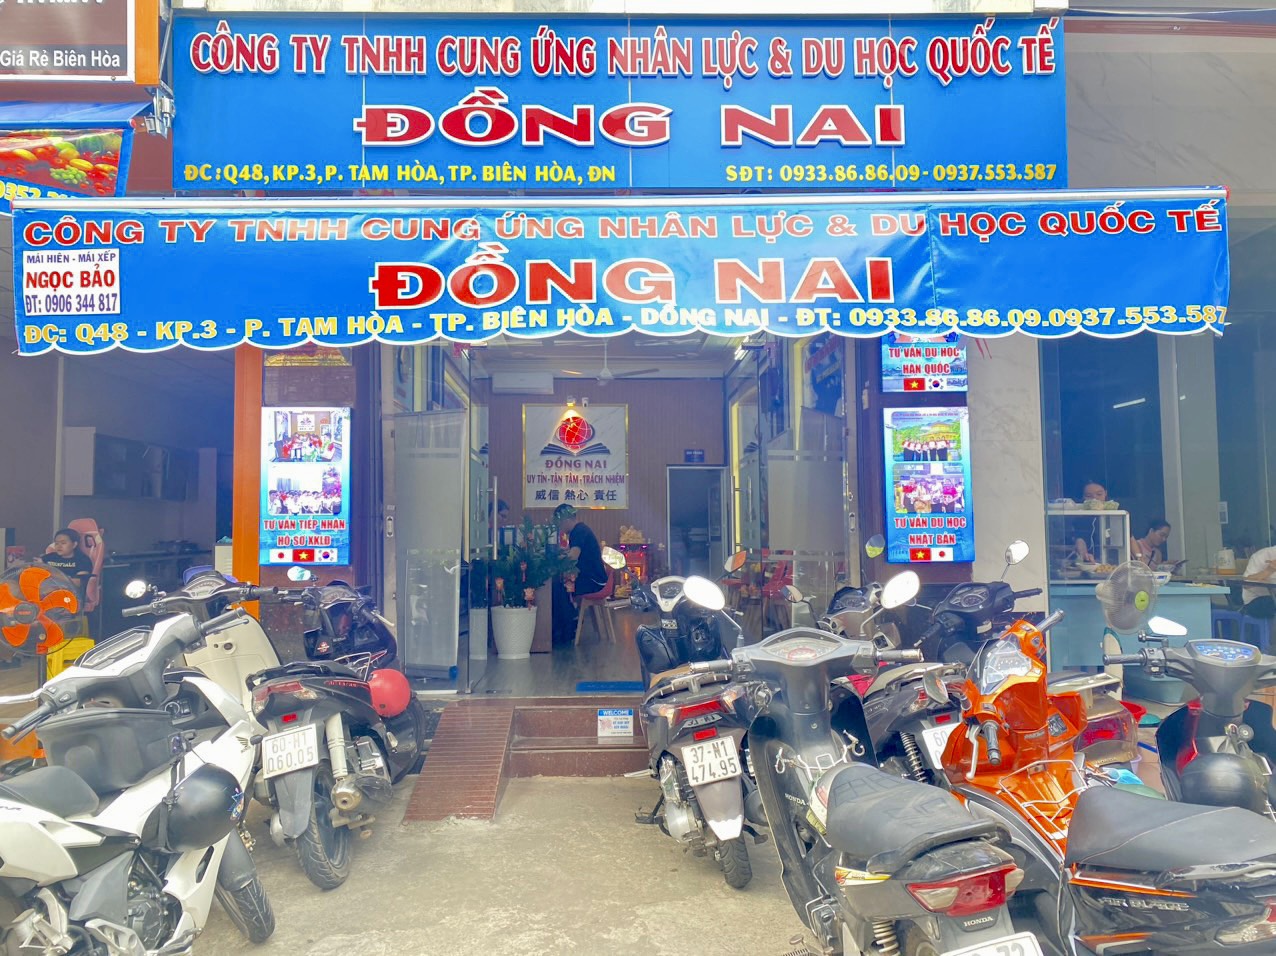 Giá Rẻ Biên Hòa
CÔNG TY TNHH CUNG ỨNG NHÂN LỰC & DU HỌC QUỐC TẾ
ĐỒNG NAI
ĐC:Q48,KP.3,P. TAM HÒA,TP. BIÊN HÒA,ĐN
SĐT: 0933.86.86.09 - 0937.553.587
CÔNG TY TNHH CUNG ỨNG NHÂN LỰC & DU HỌC QUỐC TẾ
MÁI HIÊN - MÁI XẾP
NGỌC BẢO
ĐT: 0906 344 817
ĐỒNG NAI
ĐC: Q48 - KP.3 - P. TAM HÒA - TP. BIÊN HÒA - ĐỒNG NAI - ĐT: 0933.86.86.09.0937.553.587
TƯ VẤN DU HỌC
HÀN QUỐC
ĐỒNG NAI
UY TÍN-TẬN TÂM-TRÁCH NHIỆM
威信 熱心 責任
TƯ VẤN TIẾP NHẬN
HỒ SƠ XKLĐ
TƯ VẤN DU HỌC
NHẬT BẢN
WELCOME
60-H1
060.05
37-N1
474.95
60
HONDA
HONDA
AIR BLADE